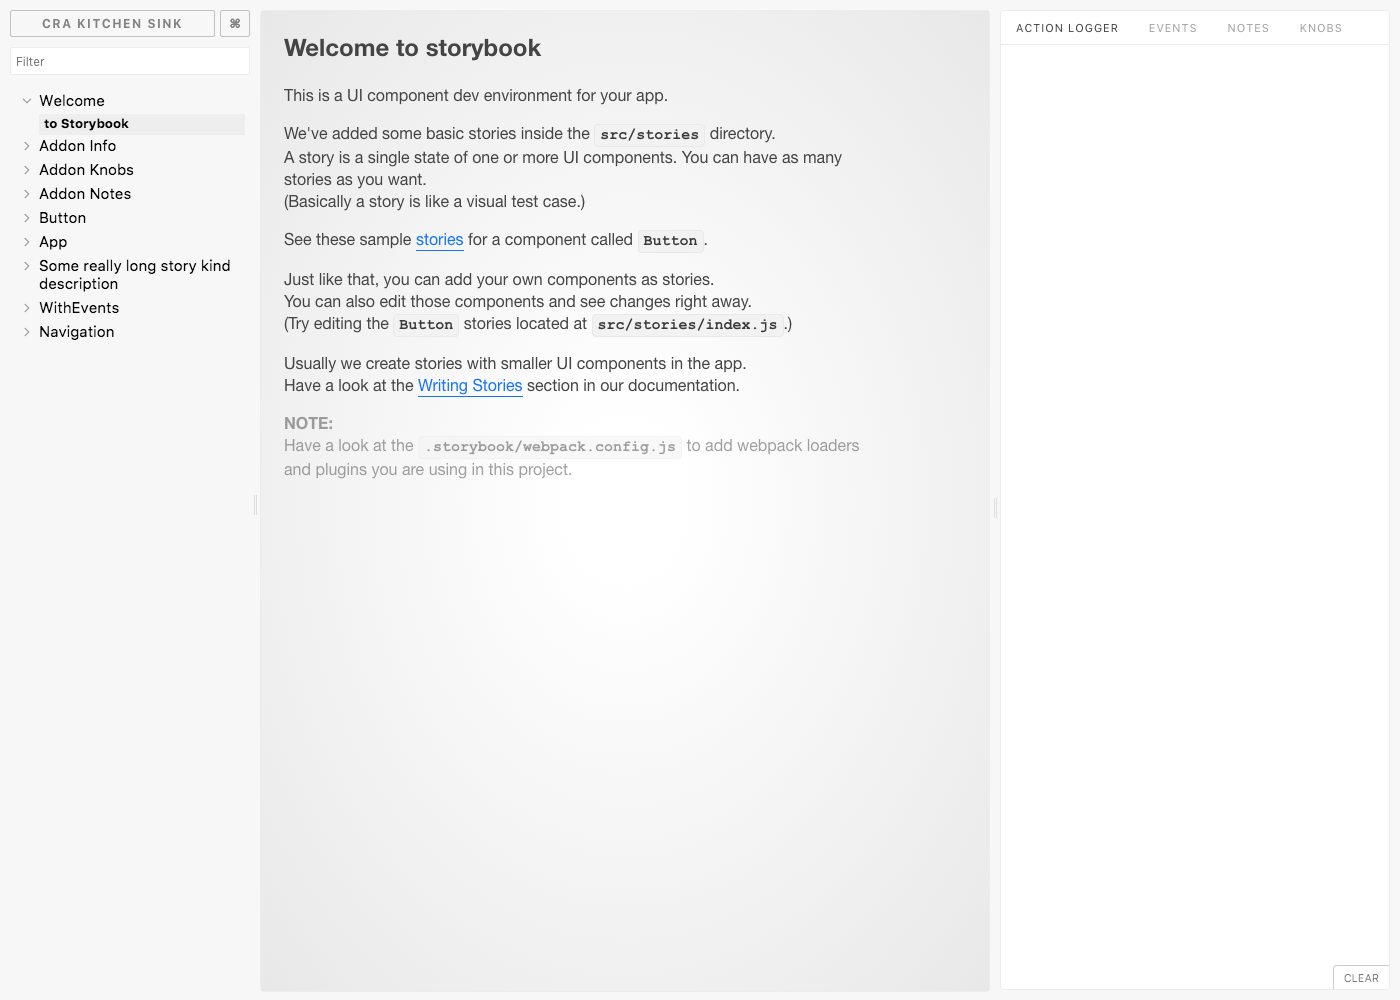 CRA KITCHEN SINK ⌘
Filter
Welcome
to Storybook
Addon Info
Addon Knobs
Addon Notes
Button
App
Some really long story kind
description
WithEvents
Navigation
Welcome to storybook
This is a UI component dev environment for your app.
We've added some basic stories inside the src/stories directory.
A story is a single state of one or more UI components. You can have as many
stories as you want.
(Basically a story is like a visual test case.)
See these sample stories for a component called Button.
Just like that, you can add your own components as stories.
You can also edit those components and see changes right away.
(Try editing the Button stories located at src/stories/index.js.)
Usually we create stories with smaller UI components in the app.
Have a look at the Writing Stories section in our documentation.
NOTE:
Have a look at the .storybook/webpack.config.js to add webpack loaders
and plugins you are using in this project.
ACTION LOGGER EVENTS NOTES KNOBS
CLEAR